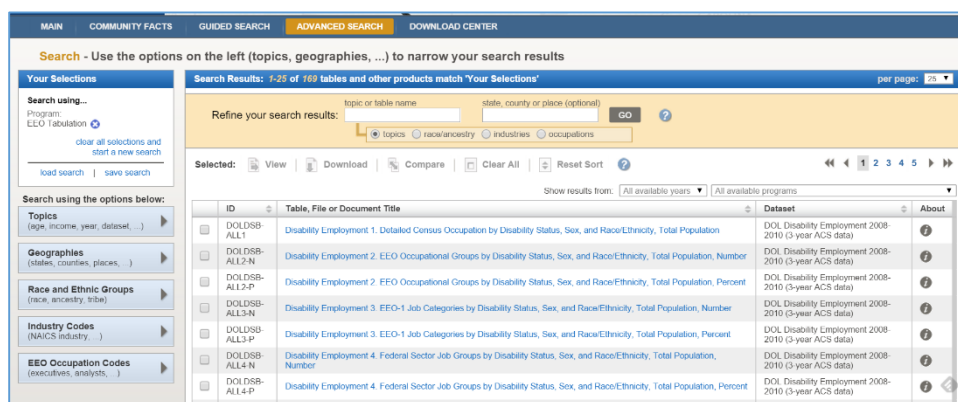 MAIN COMMUNITY FACTS GUIDED SEARCH ADVANCED SEARCH DOWNLOAD CENTER
Search - Use the options on the left (topics, geographies, ...) to narrow your search results
Your Selections
Search using...
Program:
EEO Tabulation
clear all selections and
start a new search
load search | save search
Search using the options below:
Topics
(age, income, year, dataset, ...)
Geographies
(states, counties, places, ...)
Race and Ethnic Groups
(race, ancestry, tribe)
Industry Codes
(NAICS industry, ...)
EEO Occupation Codes
(executives, analysts, ...)
Search Results: 1-25 of 169 tables and other products match 'Your Selections' per page: 25
topic or table name state, county or place (optional)
Refine your search results: GO ?
topics race/ancestry industries occupations
Selected: View | Download | Compare | Clear All | Reset Sort ? 1 2 3 4 5
Show results from: All available years All available programs
ID Table, File or Document Title Dataset About
DOLDSB-ALL1 Disability Employment 1. Detailed Census Occupation by Disability Status, Sex, and Race/Ethnicity, Total Population DOL Disability Employment 2008-2010 (3-year ACS data)
DOLDSB-ALL2-N Disability Employment 2. EEO Occupational Groups by Disability Status, Sex, and Race/Ethnicity, Total Population, Number DOL Disability Employment 2008-2010 (3-year ACS data)
DOLDSB-ALL2-P Disability Employment 2. EEO Occupational Groups by Disability Status, Sex, and Race/Ethnicity, Total Population, Percent DOL Disability Employment 2008-2010 (3-year ACS data)
DOLDSB-ALL3-N Disability Employment 3. EEO-1 Job Categories by Disability Status, Sex, and Race/Ethnicity, Total Population, Number DOL Disability Employment 2008-2010 (3-year ACS data)
DOLDSB-ALL3-P Disability Employment 3. EEO-1 Job Categories by Disability Status, Sex, and Race/Ethnicity, Total Population, Percent DOL Disability Employment 2008-2010 (3-year ACS data)
DOLDSB-ALL4-N Disability Employment 4. Federal Sector Job Groups by Disability Status, Sex, and Race/Ethnicity, Total Population, Number DOL Disability Employment 2008-2010 (3-year ACS data)
DOLDSB-ALL4-P Disability Employment 4. Federal Sector Job Groups by Disability Status, Sex, and Race/Ethnicity, Total Population, Percent DOL Disability Employment 2008-2010 (3-year ACS data)